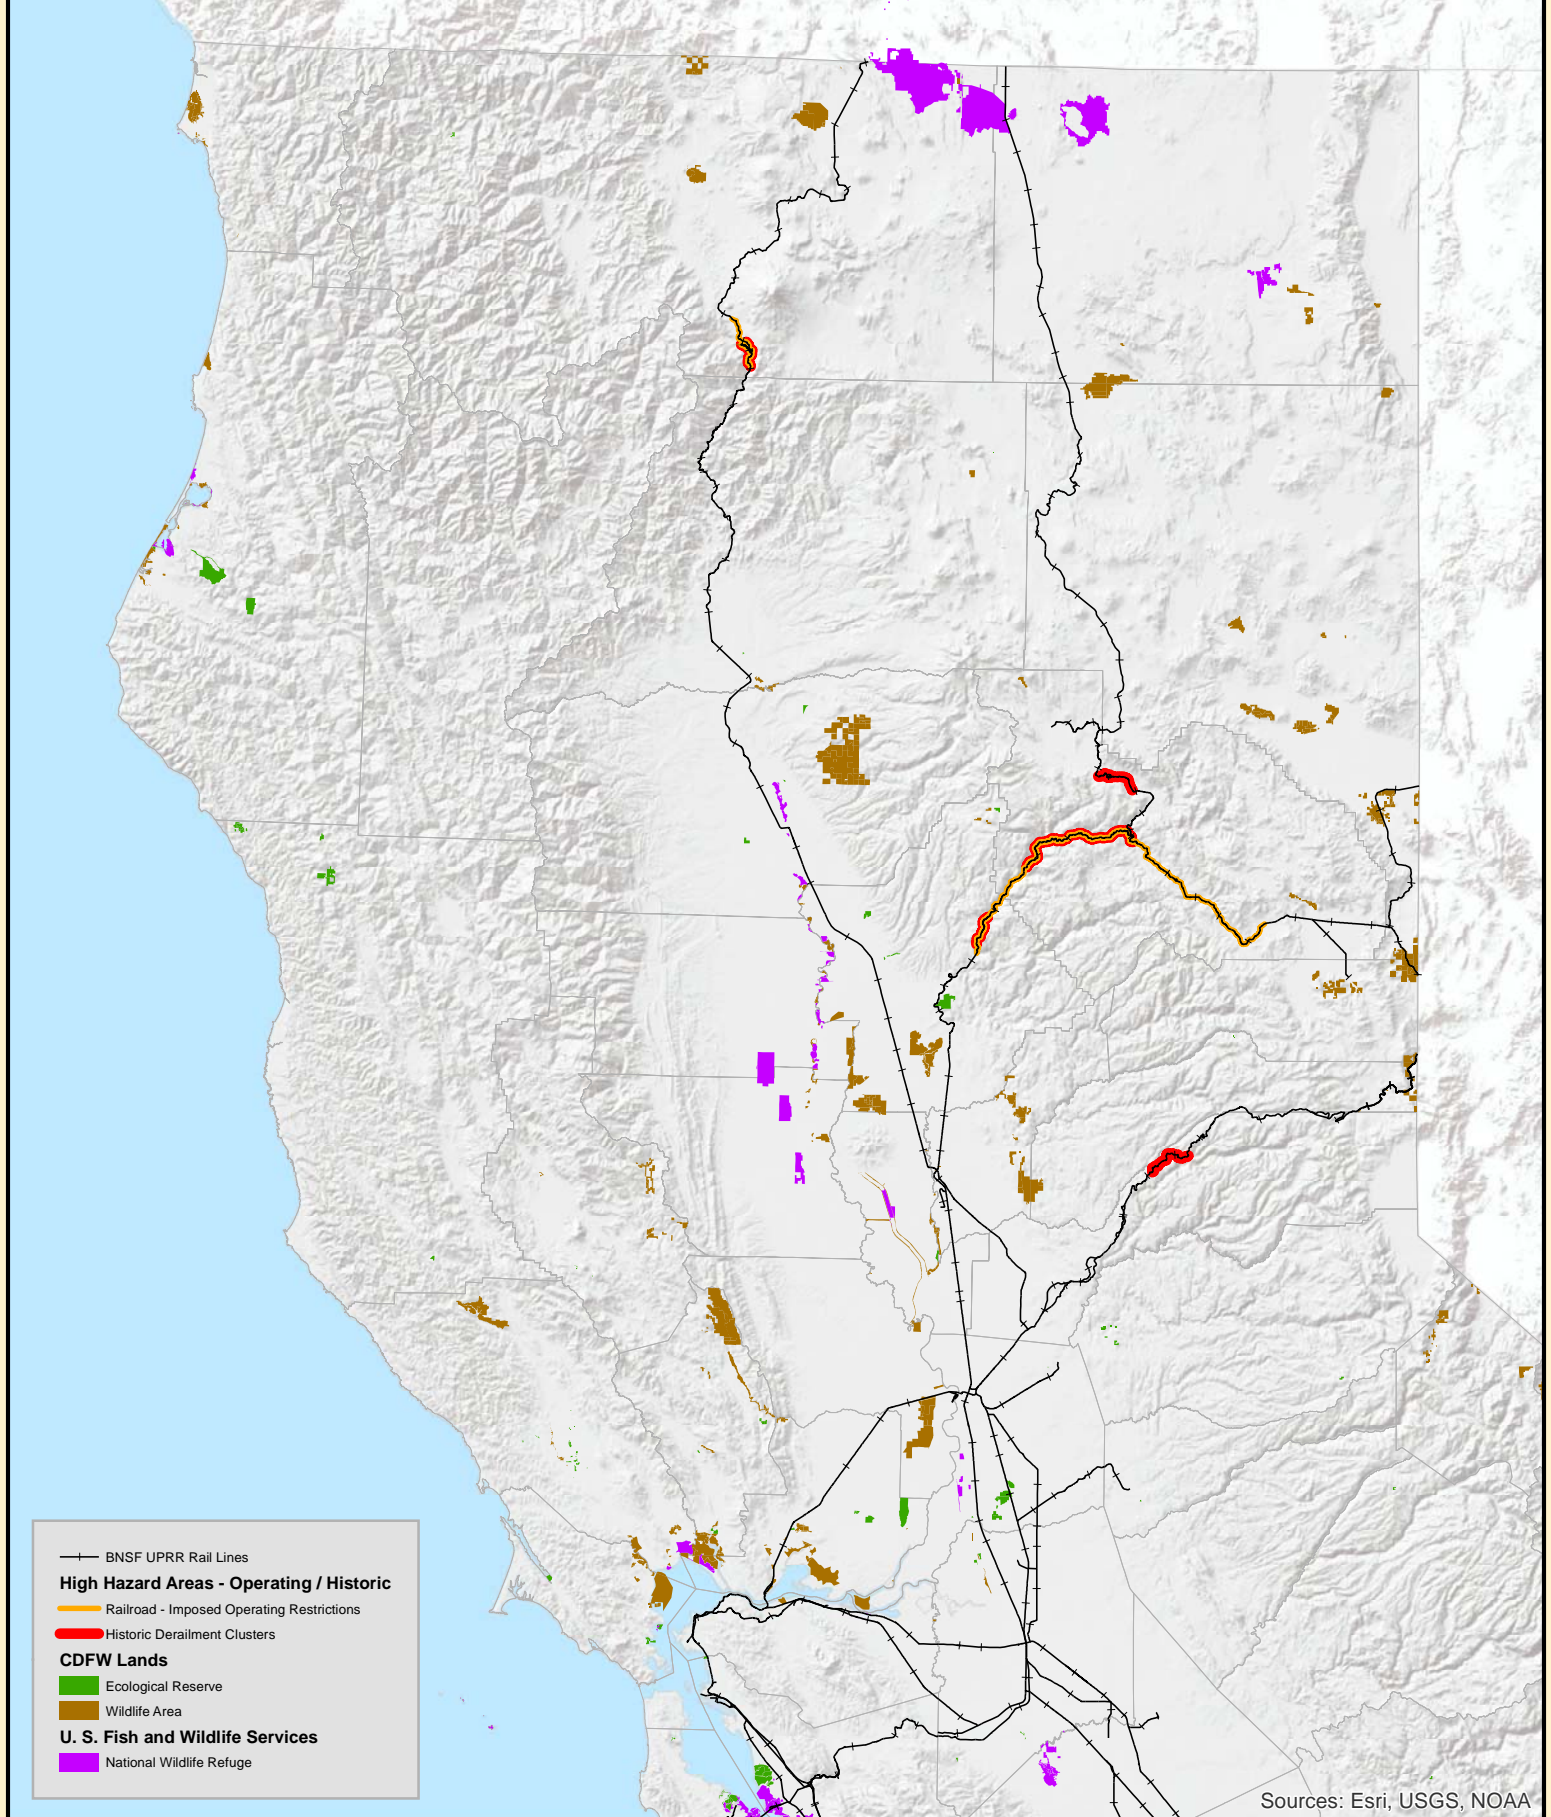 BNSF UPRR Rail Lines
High Hazard Areas - Operating / Historic
Railroad - Imposed Operating Restrictions
Historic Derailment Clusters
CDFW Lands
Ecological Reserve
Wildlife Area
U. S. Fish and Wildlife Services
National Wildlife Refuge
Sources: Esri, USGS, NOAA